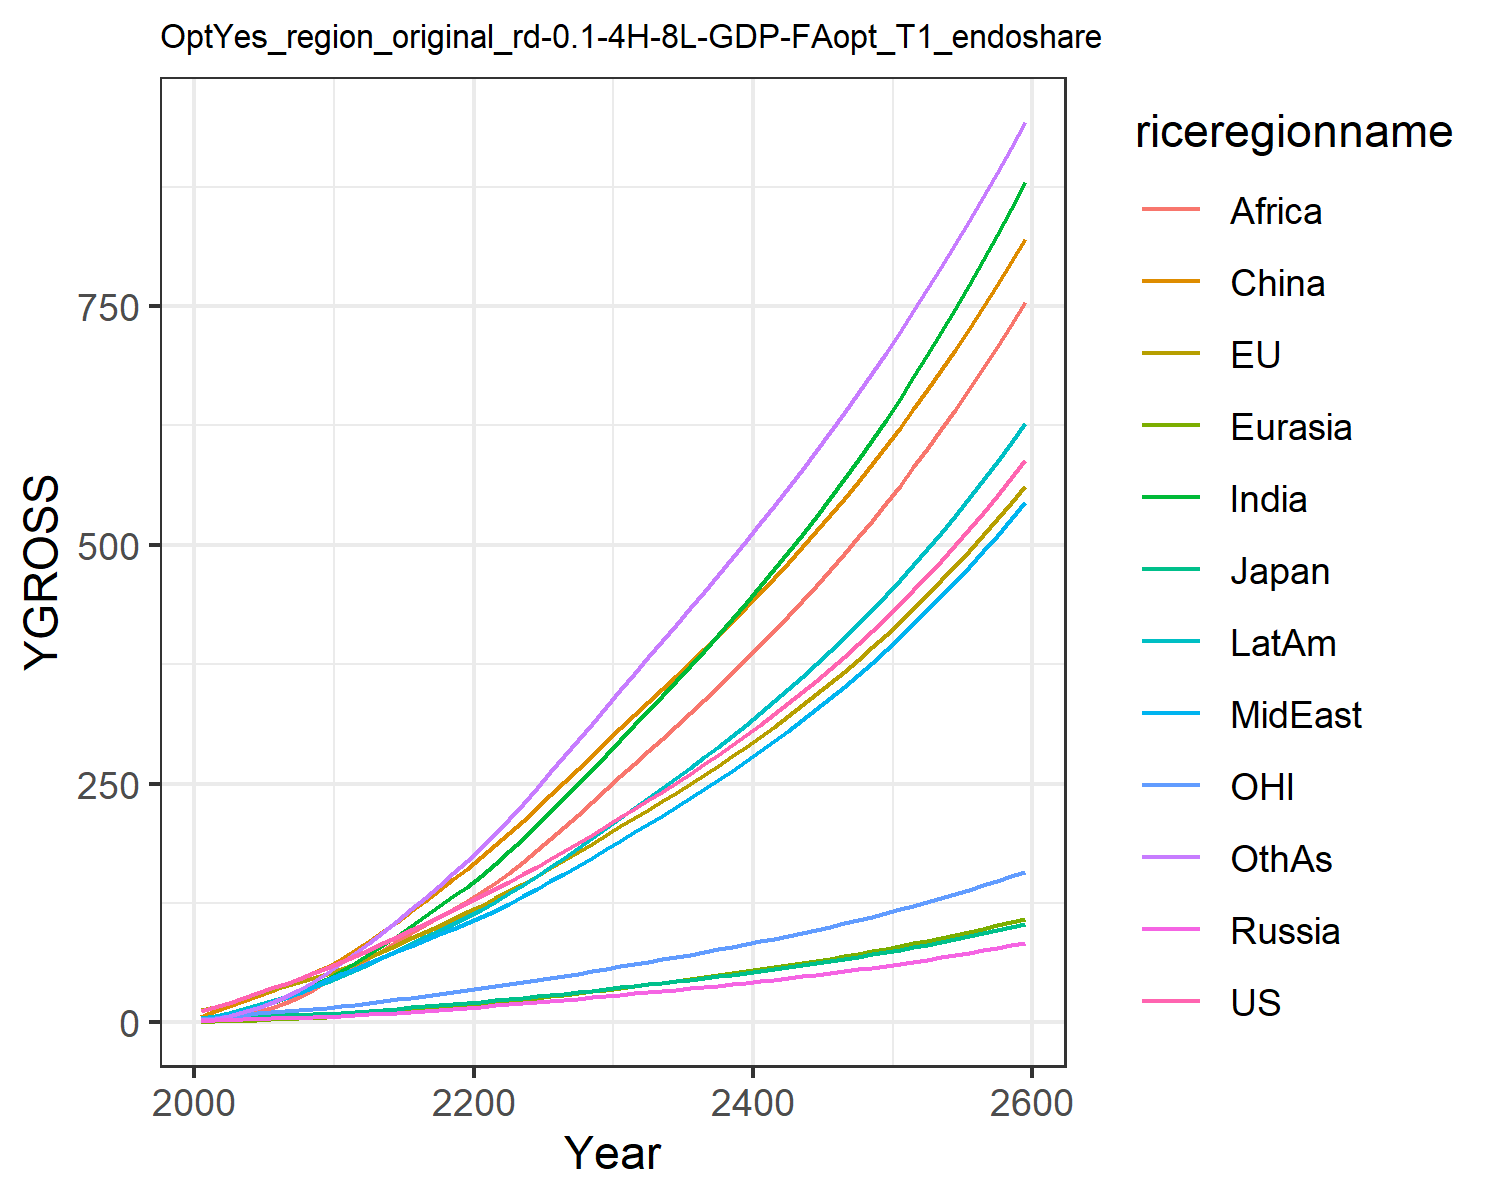 OptYes_region_original_rd-0.1-4H-8L-GDP-FAopt_T1_endoshare
YGROSS
750
500
250
0
2000 2200 2400 2600
Year
riceregionname
Africa
China
EU
Eurasia
India
Japan
LatAm
MidEast
OHI
OthAs
Russia
US